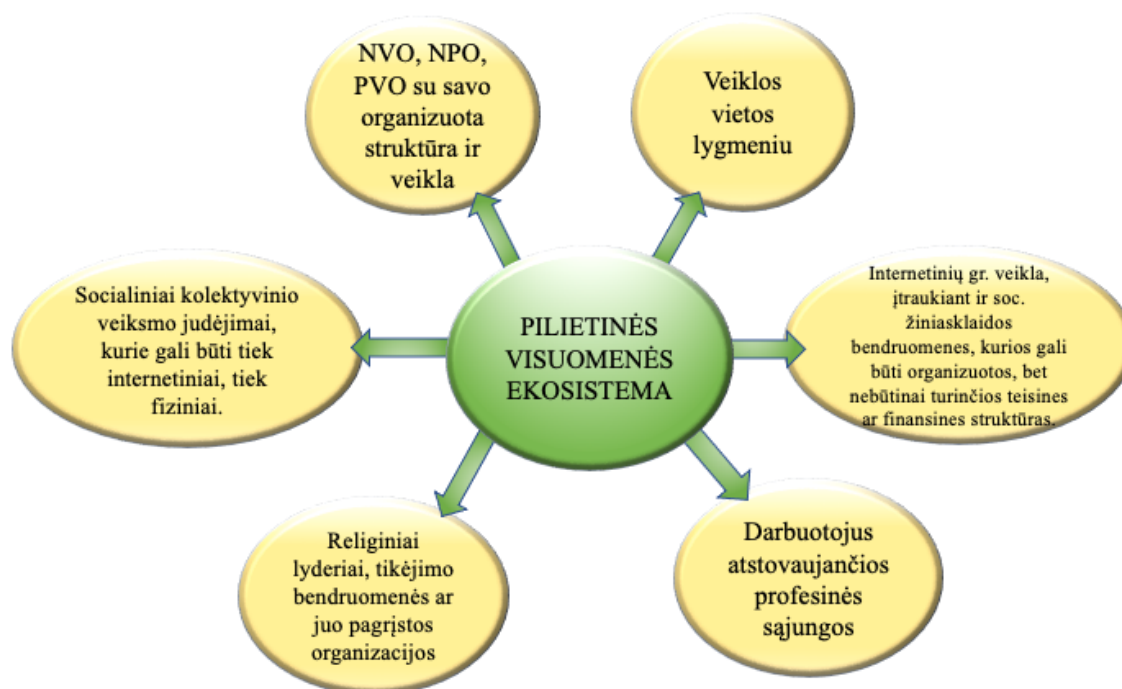 NVO, NPO,
PVO su savo
organizuota
struktūra ir
veikla
Veiklos
vietos
lygmeniu
Socialiniai kolektyvinio
veiksmo judėjimai,
kurie gali būti tiek
internetiniai, tiek
fiziniai.
PILIETINĖS
VISUOMENĖS
EKOSISTEMA
Internetinių gr. veikla,
įtraukiant ir soc.
žiniasklaidos
bendruomenes, kurios gali
būti organizuotos, bet
nebūtinai turinčios teisines
ar finansines struktūras.
Religiniai
lyderiai, tikėjimo
bendruomenės ar
juo pagrįstos
organizacijos
Darbuotojus
atstovaujančios
profesinės
sąjungos